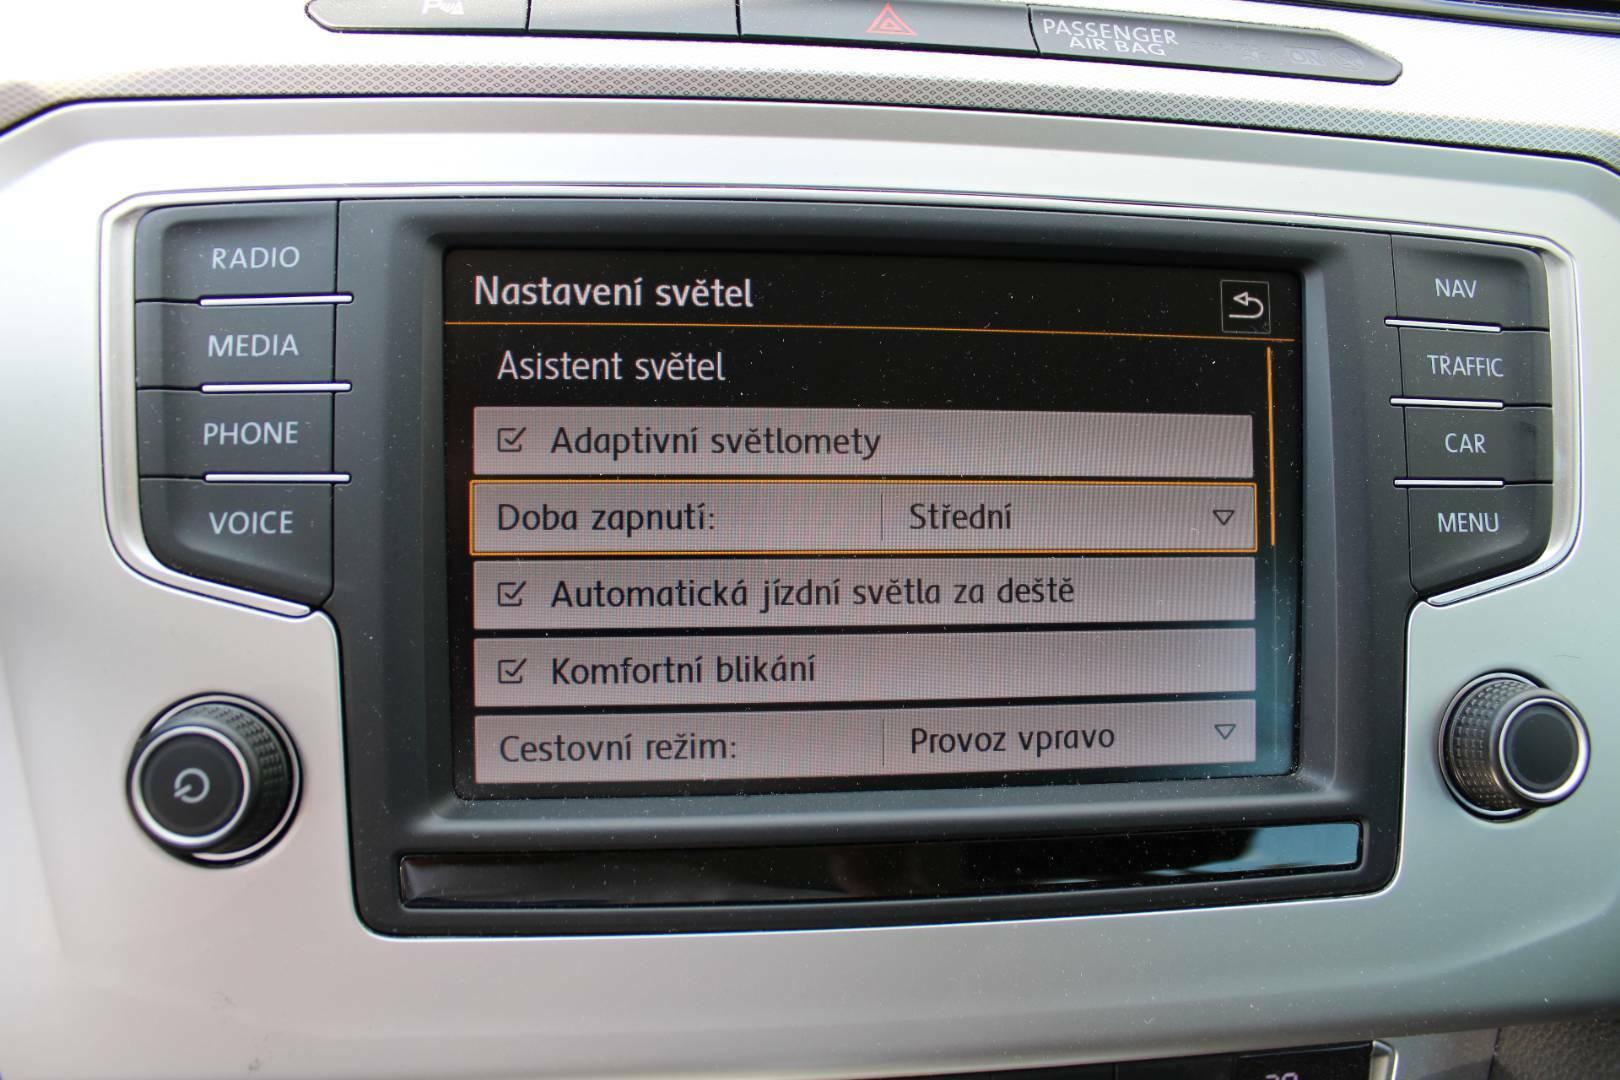 PASSENGER
AIR BAG
ON
RADIO
MEDIA
PHONE
VOICE
Nastavení světel
Asistent světel
Adaptivní světlomety
Doba zapnutí: Střední
Automatická jízdní světla za deště
Komfortní blikání
Cestovní režim: Provoz vpravo
NAV
TRAFFIC
CAR
MENU